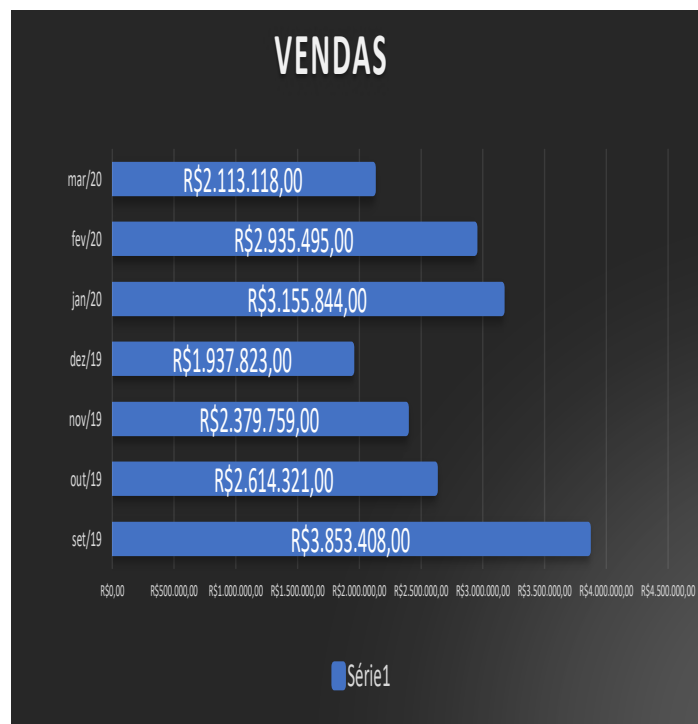 VENDAS
mar/20 R$2.113.118,00
fev/20 R$2.935.495,00
jan/20 R$3.155.844,00
dez/19 R$1.937.823,00
nov/19 R$2.379.759,00
out/19 R$2.614.321,00
set/19 R$3.853.408,00
R$0,00 R$500.000,00 R$1.000.000,00 R$1.500.000,00 R$2.000.000,00 R$2.500.000,00 R$3.000.000,00 R$3.500.000,00 R$4.000.000,00 R$4.500.000,00
Série1